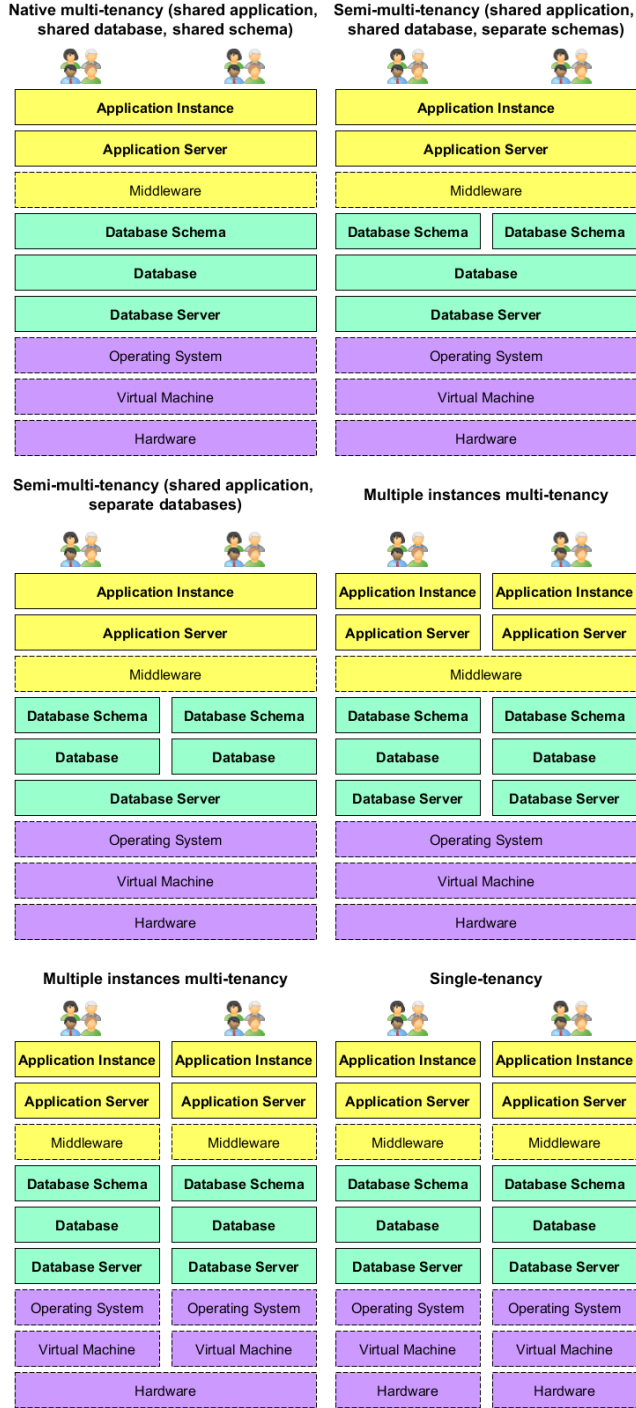 Native multi-tenancy (shared application,
shared database, shared schema)
Application Instance
Application Server
Middleware
Database Schema
Database
Database Server
Operating System
Virtual Machine
Hardware
Semi-multi-tenancy (shared application,
shared database, separate schemas)
Application Instance
Application Server
Middleware
Database Schema Database Schema
Database
Database Server
Operating System
Virtual Machine
Hardware
Semi-multi-tenancy (shared application,
separate databases)
Application Instance
Application Server
Middleware
Database Schema Database Schema
Database Database
Database Server
Operating System
Virtual Machine
Hardware
Multiple instances multi-tenancy
Application Instance Application Instance
Application Server Application Server
Middleware
Database Schema Database Schema
Database Database
Database Server Database Server
Operating System
Virtual Machine
Hardware
Multiple instances multi-tenancy
Application Instance Application Instance
Application Server Application Server
Middleware Middleware
Database Schema Database Schema
Database Database
Database Server Database Server
Operating System Operating System
Virtual Machine Virtual Machine
Hardware
Single-tenancy
Application Instance Application Instance
Application Server Application Server
Middleware Middleware
Database Schema Database Schema
Database Database
Database Server Database Server
Operating System Operating System
Virtual Machine Virtual Machine
Hardware Hardware